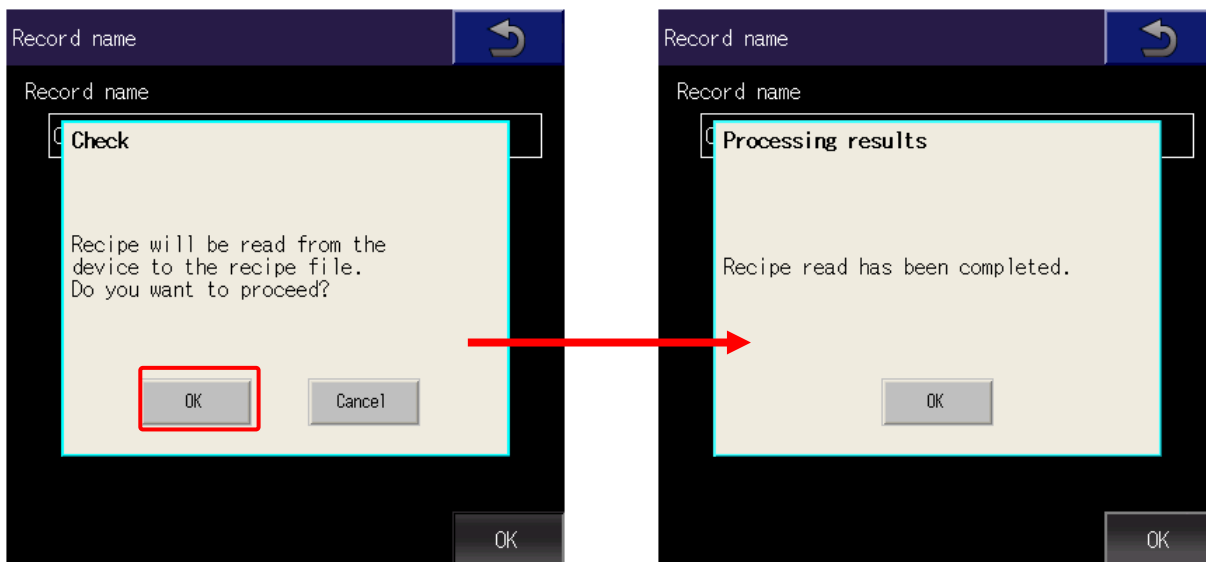 Record name
Record name
Check
Recipe will be read from the
device to the recipe file.
Do you want to proceed?
OK
Cancel
OK
Record name
Record name
Processing results
Recipe read has been completed.
OK
OK